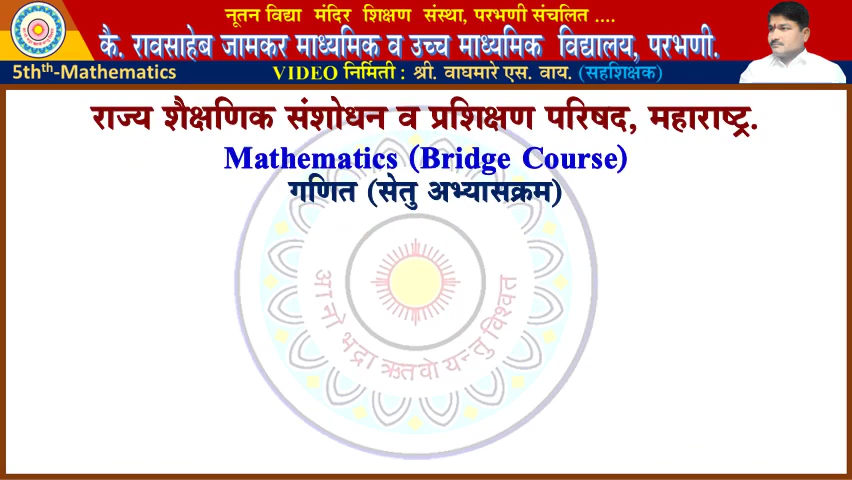 नूतन विद्या मंदिर शिक्षण संस्था, परभणी संचलित ....
कै. रावसाहेब जामकर माध्यमिक व उच्च माध्यमिक विद्यालय, परभणी.
5thth-Mathematics
VIDEO निर्मिती : श्री. वाघमारे एस. वाय. (सहशिक्षक)
राज्य शैक्षणिक संशोधन व प्रशिक्षण परिषद, महाराष्ट्र.
Mathematics (Bridge Course)
गणित (सेतु अभ्यासक्रम)
आ नो भद्रा ऋतवो यन्तु विश्वत